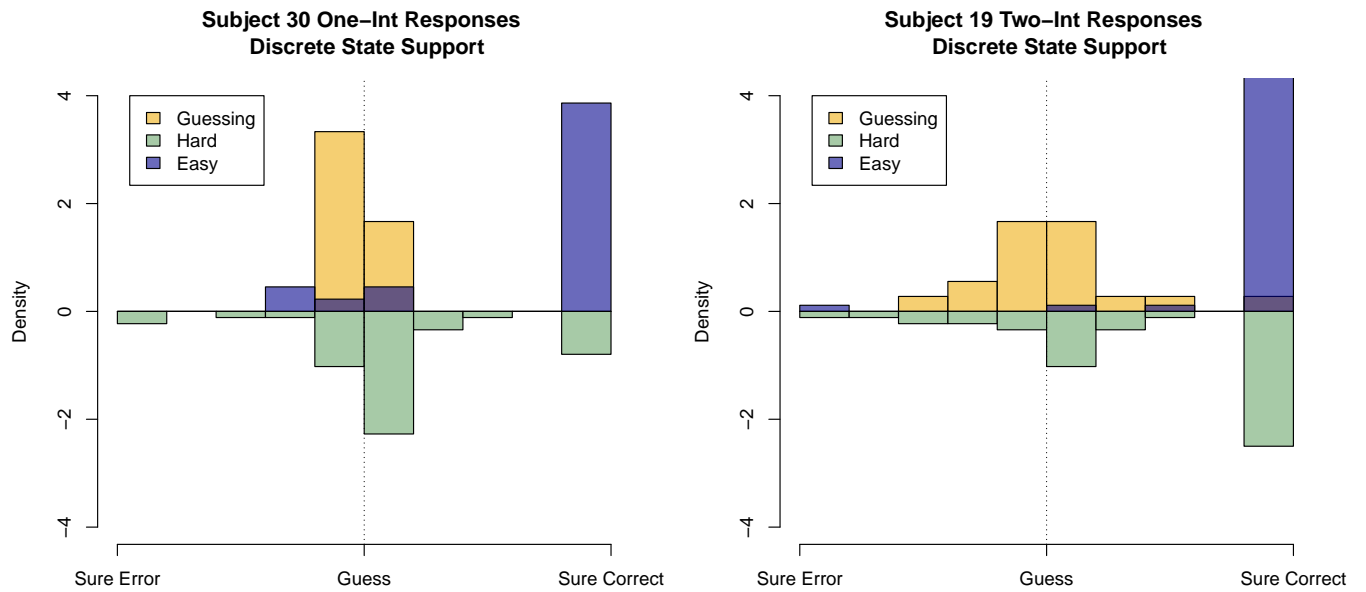 Subject 30 One−Int Responses
Discrete State Support
Density
4
2
0
−2
−4
Guessing
Hard
Easy
Sure Error
Guess
Sure Correct
Subject 19 Two−Int Responses
Discrete State Support
Density
4
2
0
−2
−4
Guessing
Hard
Easy
Sure Error
Guess
Sure Correct